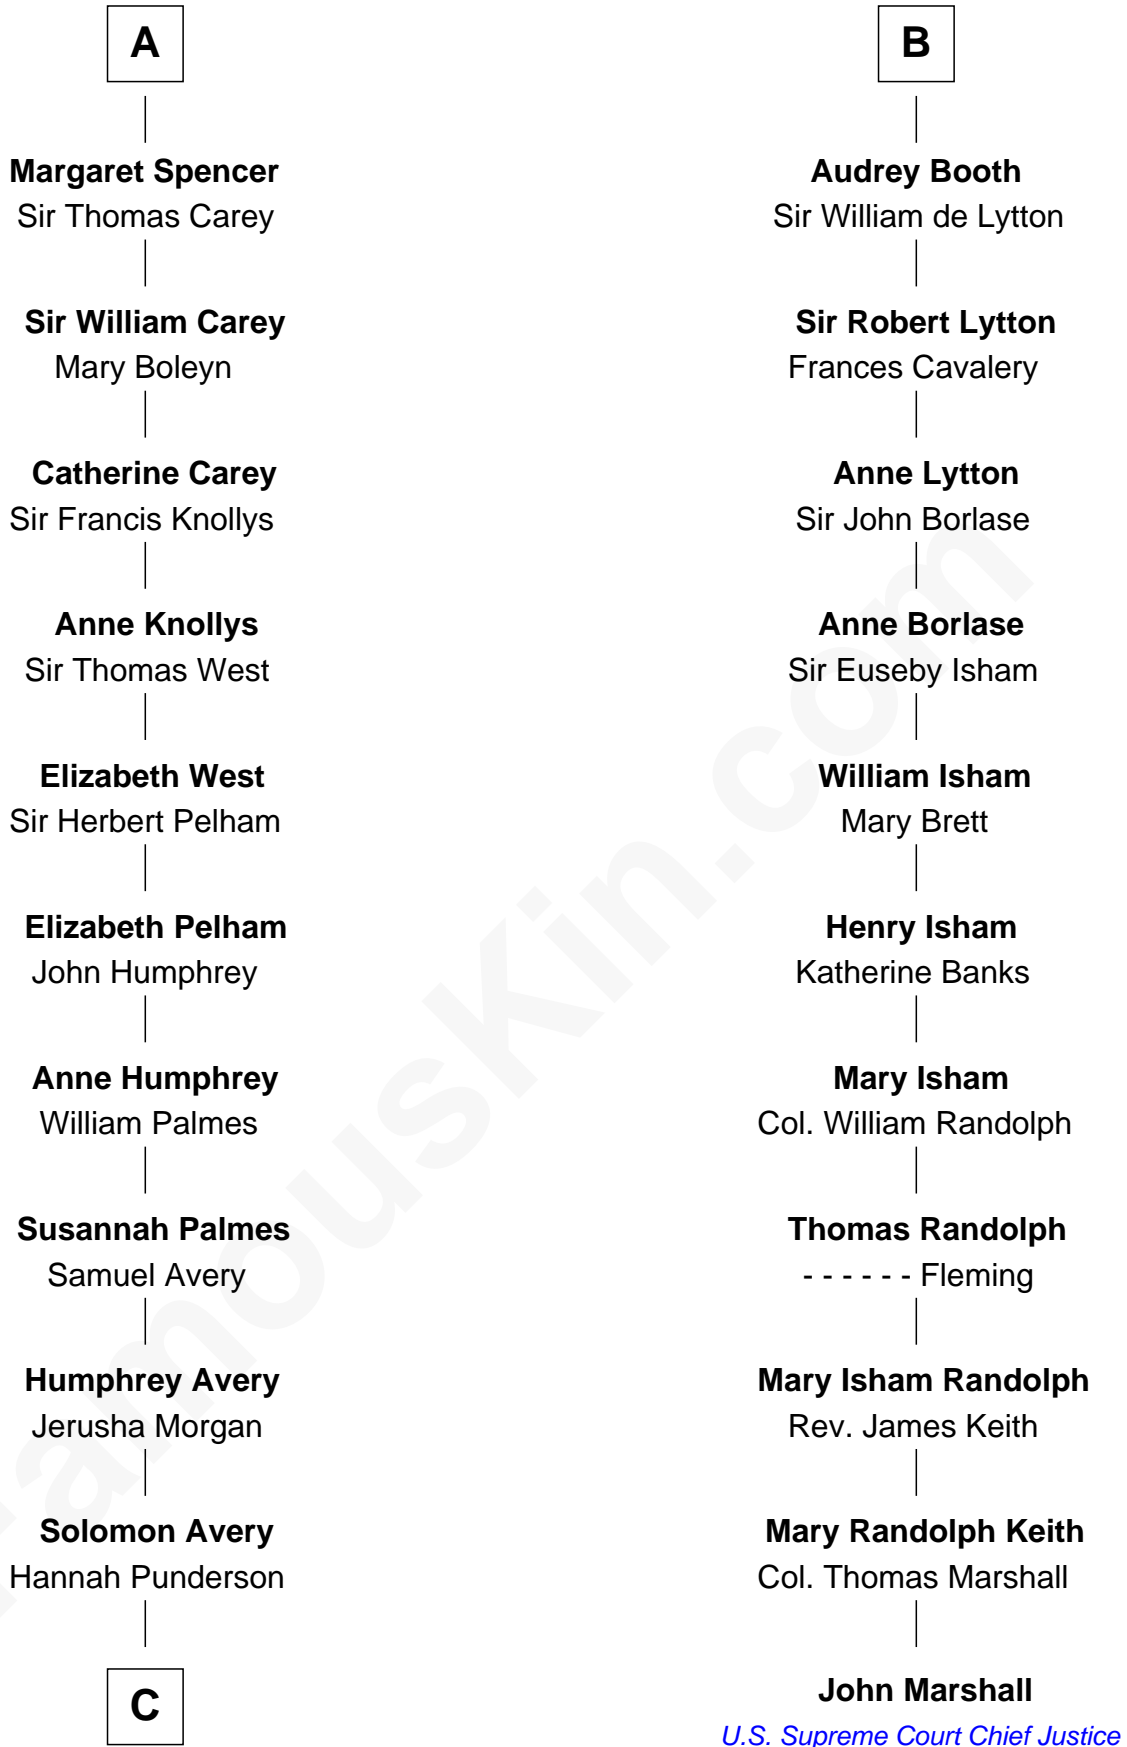 A
Margaret Spencer
Sir Thomas Carey
Sir William Carey
Mary Boleyn
Catherine Carey
Sir Francis Knollys
Anne Knollys
Sir Thomas West
Elizabeth West
Sir Herbert Pelham
Elizabeth Pelham
John Humphrey
Anne Humphrey
William Palmes
Susannah Palmes
Samuel Avery
Humphrey Avery
Jerusha Morgan
Solomon Avery
Hannah Punderson
C
B
Audrey Booth
Sir William de Lytton
Sir Robert Lytton
Frances Cavalery
Anne Lytton
Sir John Borlase
Anne Borlase
Sir Euseby Isham
William Isham
Mary Brett
Henry Isham
Katherine Banks
Mary Isham
Col. William Randolph
Thomas Randolph
- - - - - - Fleming
Mary Isham Randolph
Rev. James Keith
Mary Randolph Keith
Col. Thomas Marshall
John Marshall
U.S. Supreme Court Chief Justice
FamousKin.com